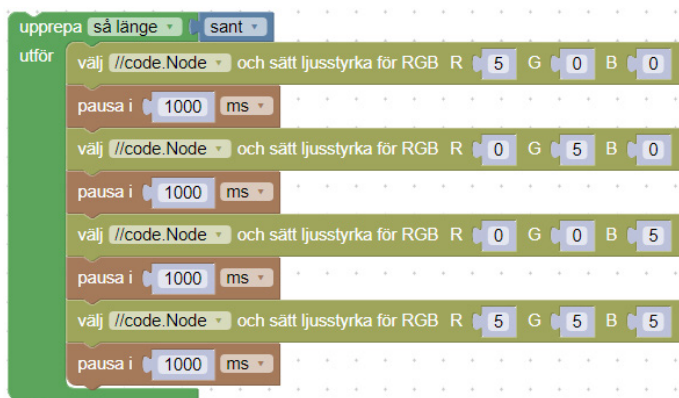 upprepa så länge sant
utför välj //code.Node och sätt ljusstyrka för RGB R 5 G 0 B 0
pausa i 1000 ms
välj //code.Node och sätt ljusstyrka för RGB R 0 G 5 B 0
pausa i 1000 ms
välj //code.Node och sätt ljusstyrka för RGB R 0 G 0 B 5
pausa i 1000 ms
välj //code.Node och sätt ljusstyrka för RGB R 5 G 5 B 5
pausa i 1000 ms